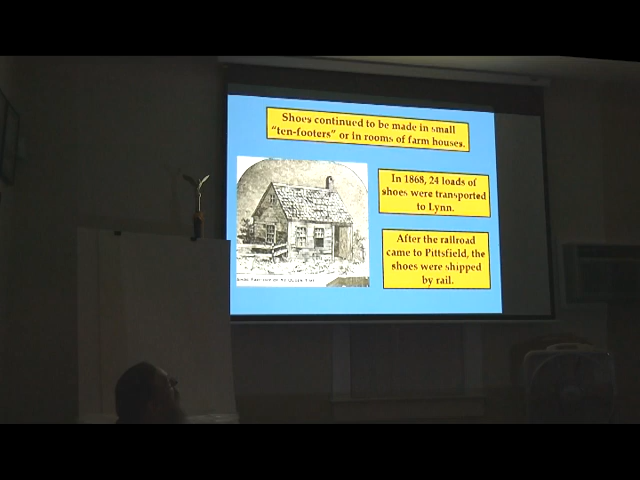 Shoes continued to be made in small
"ten-footers" or in rooms of farm houses.
In 1868, 24 loads of
shoes were transported
to Lynn.
After the railroad
came to Pittsfield, the
shoes were shipped
by rail.